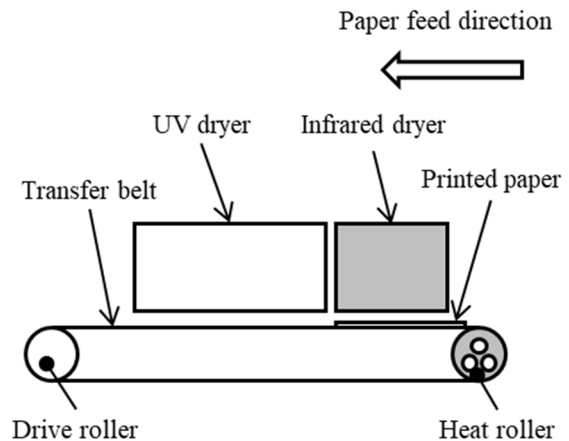 Paper feed direction
UV dryer
Infrared dryer
Transfer belt
Printed paper
Drive roller
Heat roller